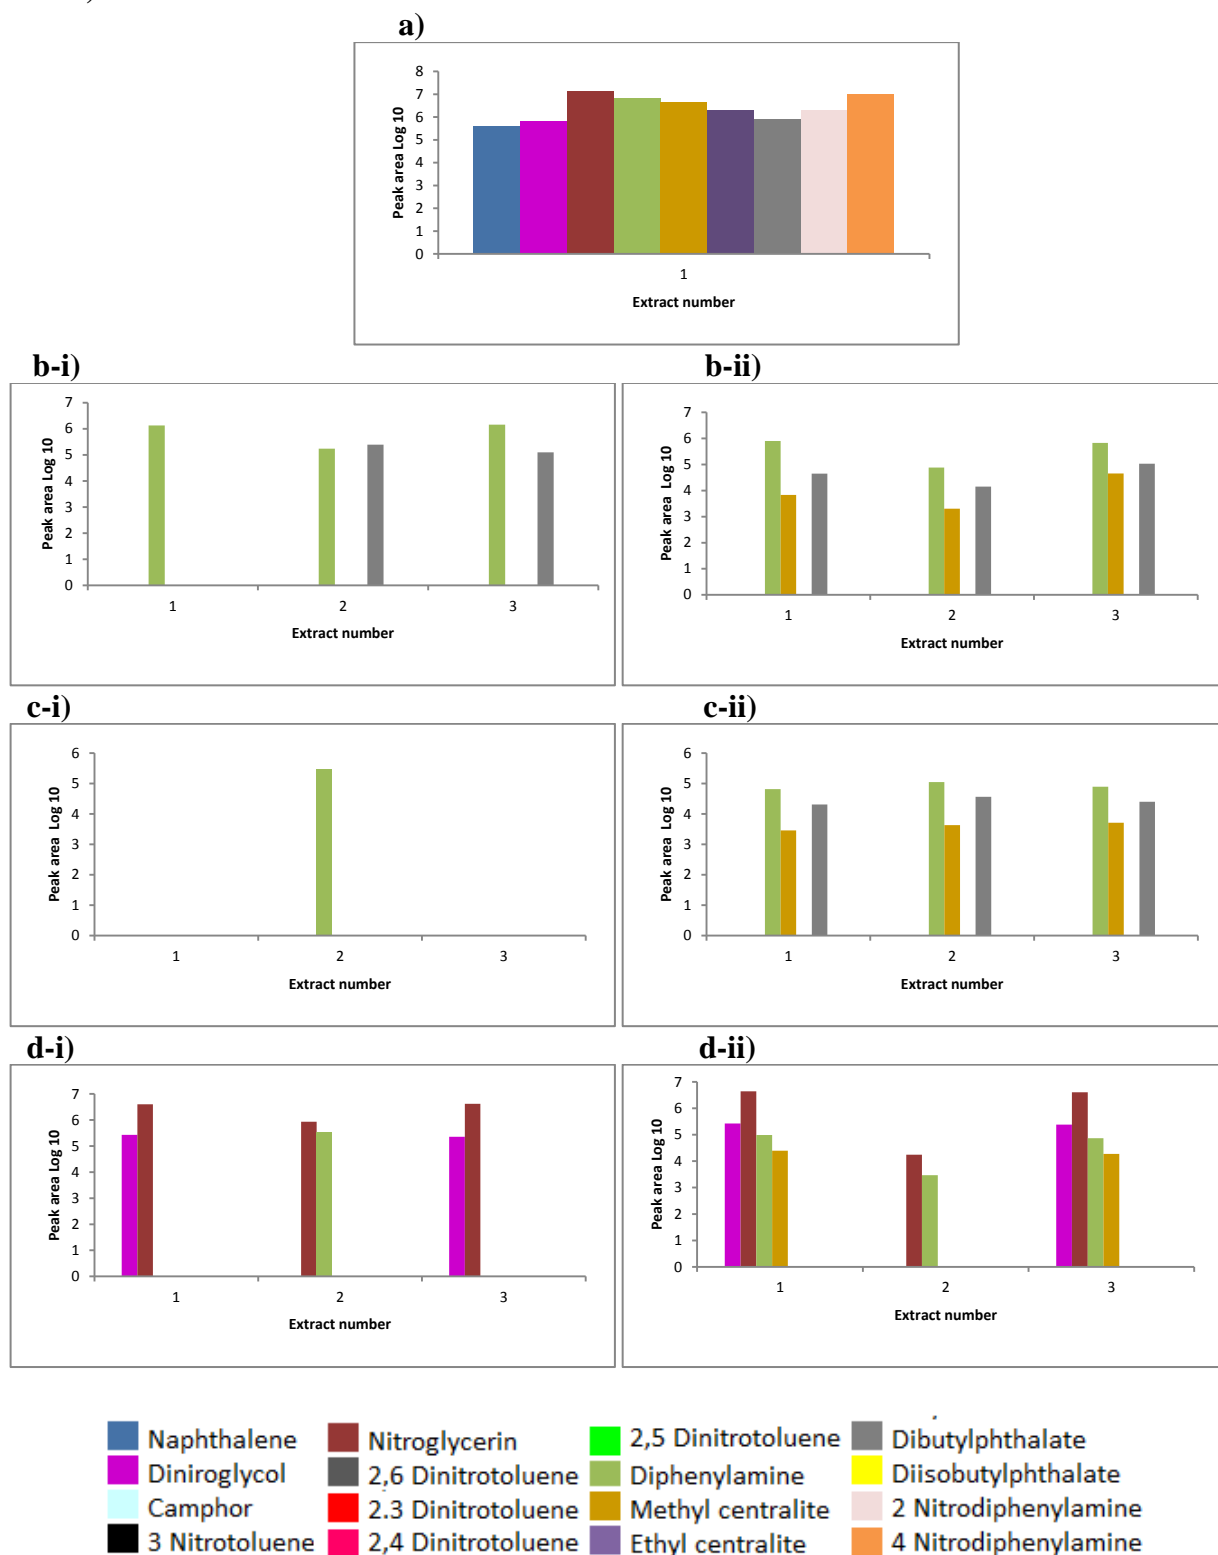 a)
8
7
6
5
4
3
2
1
0
Peak area Log 10
1
Extract number
b-i)
7
6
5
4
3
2
1
0
Peak area Log 10
1 2 3
Extract number
b-ii)
7
6
5
4
3
2
1
0
Peak area Log 10
1 2 3
Extract number
c-i)
6
5
4
3
2
1
0
Peak area Log 10
1 2 3
Extract number
c-ii)
6
5
4
3
2
1
0
Peak area Log 10
1 2 3
Extract number
d-i)
7
6
5
4
3
2
1
0
Peak area Log 10
1 2 3
Extract number
d-ii)
7
6
5
4
3
2
1
0
Peak area Log 10
1 2 3
Extract number
Naphthalene
Diniroglycol
Camphor
3 Nitrotoluene
Nitroglycerin
2,6 Dinitrotoluene
2.3 Dinitrotoluene
2,4 Dinitrotoluene
2,5 Dinitrotoluene
Diphenylamine
Methyl centralite
Ethyl centralite
Dibutylphthalate
Diisobutylphthalate
2 Nitrodiphenylamine
4 Nitrodiphenylamine